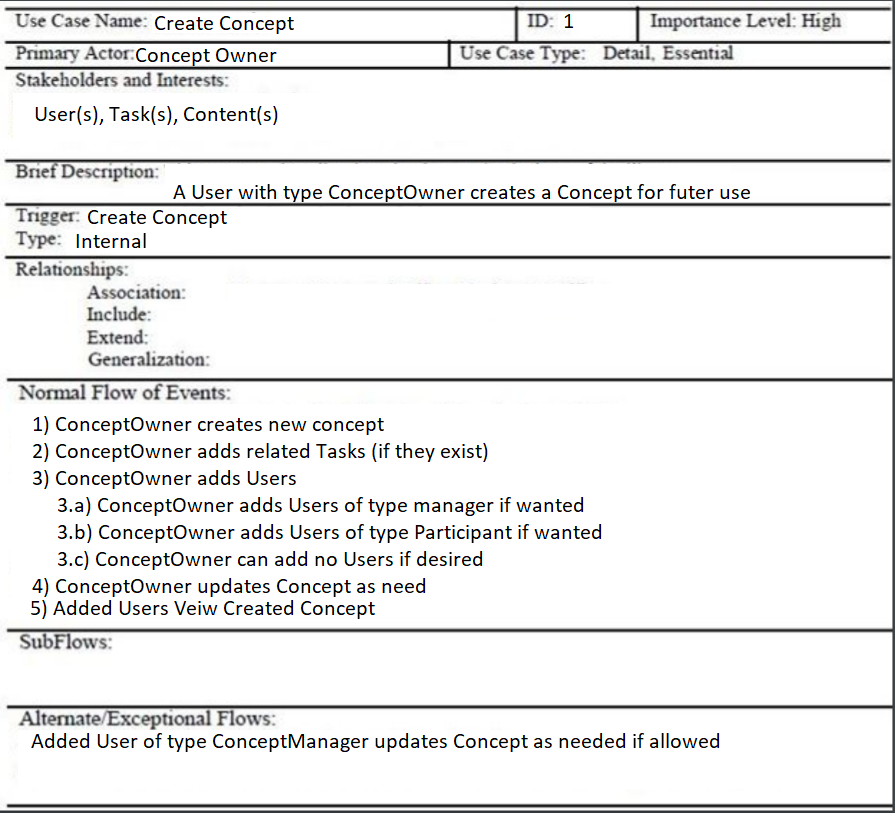 Use Case Name: Create Concept ID: 1 Importance Level: High
Primary Actor: Concept Owner Use Case Type: Detail, Essential
Stakeholders and Interests:
User(s), Task(s), Content(s)
Brief Description:
A User with type ConceptOwner creates a Concept for futer use
Trigger: Create Concept
Type: Internal
Relationships:
Association:
Include:
Extend:
Generalization:
Normal Flow of Events:
1) ConceptOwner creates new concept
2) ConceptOwner adds related Tasks (if they exist)
3) ConceptOwner adds Users
3.a) ConceptOwner adds Users of type manager if wanted
3.b) ConceptOwner adds Users of type Participant if wanted
3.c) ConceptOwner can add no Users if desired
4) ConceptOwner updates Concept as need
5) Added Users Veiw Created Concept
SubFlows:
Alternate/Exceptional Flows:
Added User of type ConceptManager updates Concept as needed if allowed